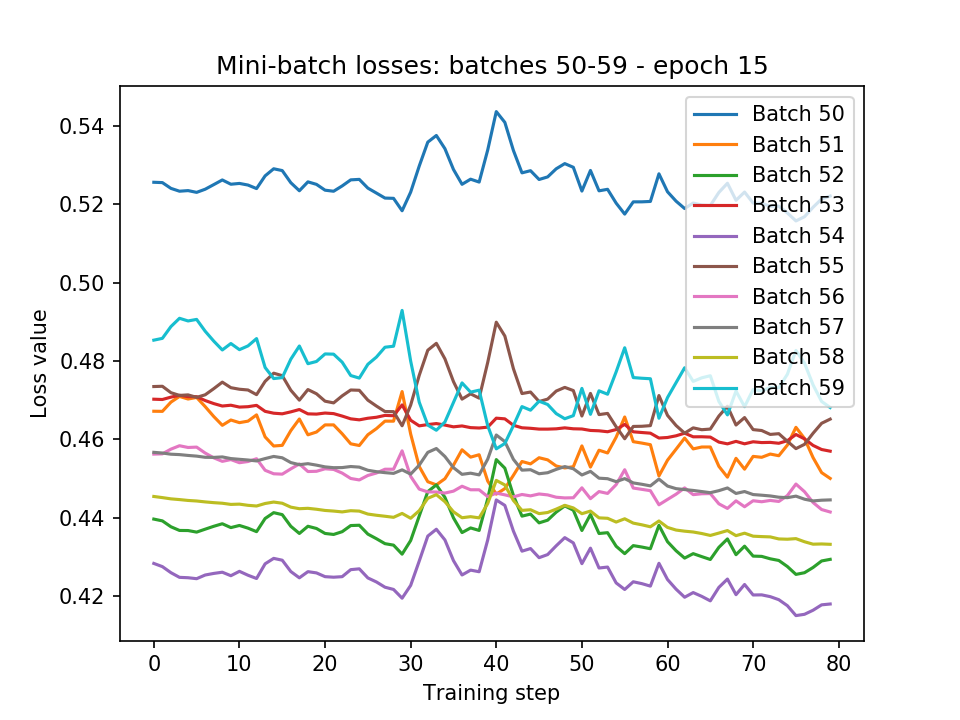 Mini-batch losses: batches 50-59 - epoch 15
0.54
0.52
0.50
0.48
0.46
0.44
0.42
Loss value
0
10
20
30
40
50
60
70
80
Training step
Batch 50
Batch 51
Batch 52
Batch 53
Batch 54
Batch 55
Batch 56
Batch 57
Batch 58
Batch 59